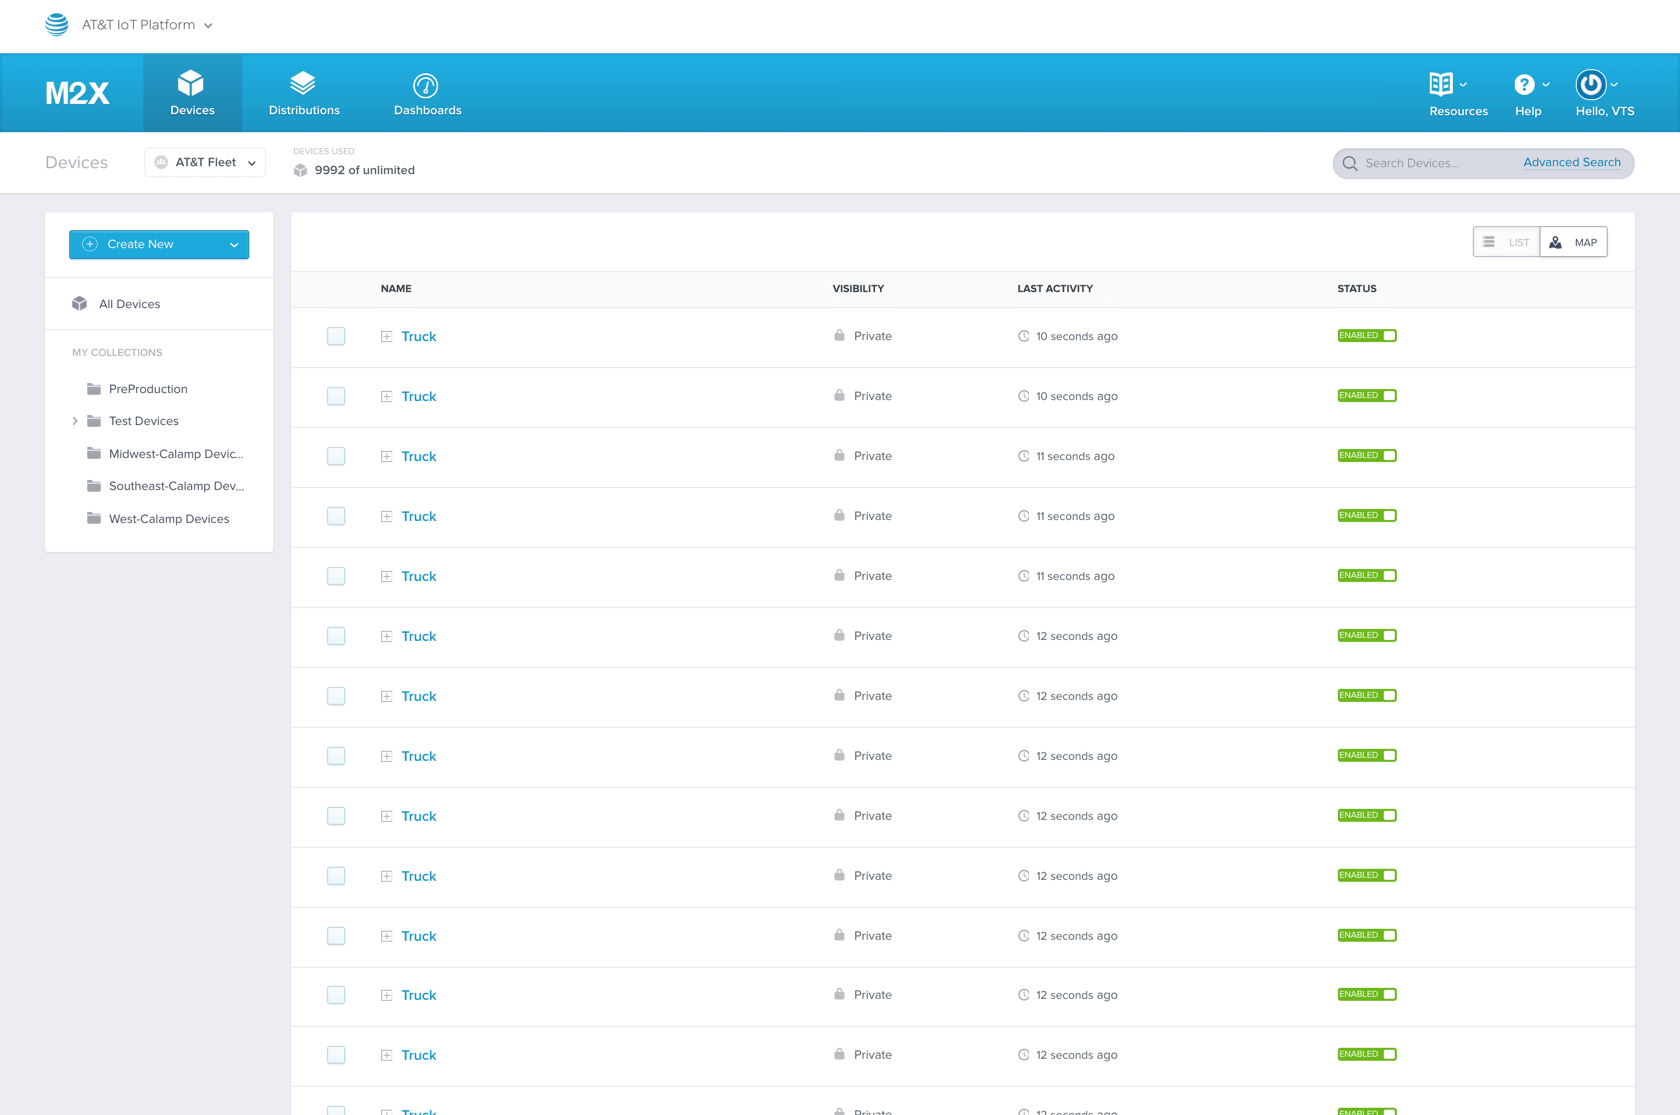 AT&T IoT Platform
M2X
Devices
Distributions
Dashboards
Resources
Help
Hello, VTS
Devices
AT&T Fleet
DEVICES USED
9992 of unlimited
Search Devices...
Advanced Search
Create New
All Devices
MY COLLECTIONS
PreProduction
Test Devices
Midwest-Calamp Devic...
Southeast-Calamp Dev...
West-Calamp Devices
LIST
MAP
NAME VISIBILITY LAST ACTIVITY STATUS
Truck Private 10 seconds ago ENABLED
Truck Private 10 seconds ago ENABLED
Truck Private 11 seconds ago ENABLED
Truck Private 11 seconds ago ENABLED
Truck Private 11 seconds ago ENABLED
Truck Private 12 seconds ago ENABLED
Truck Private 12 seconds ago ENABLED
Truck Private 12 seconds ago ENABLED
Truck Private 12 seconds ago ENABLED
Truck Private 12 seconds ago ENABLED
Truck Private 12 seconds ago ENABLED
Truck Private 12 seconds ago ENABLED
Truck Private 12 seconds ago ENABLED
Truck Private 12 seconds ago ENABLED